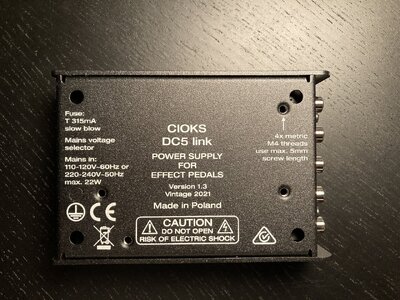 Fuse:
T 315mA
slow blow
Mains voltage
selector
Mains in:
110-120V~60Hz or
220-240V~50Hz
max. 22W
CIOKS
DC5 link
POWER SUPPLY
FOR
EFFECT PEDALS
Version 1.3
Vintage 2021
Made in Poland
4x metric
M4 threads
use max. 5mm
screw length
CE
CAUTION
DO NOT OPEN
RISK OF ELECTRIC SHOCK